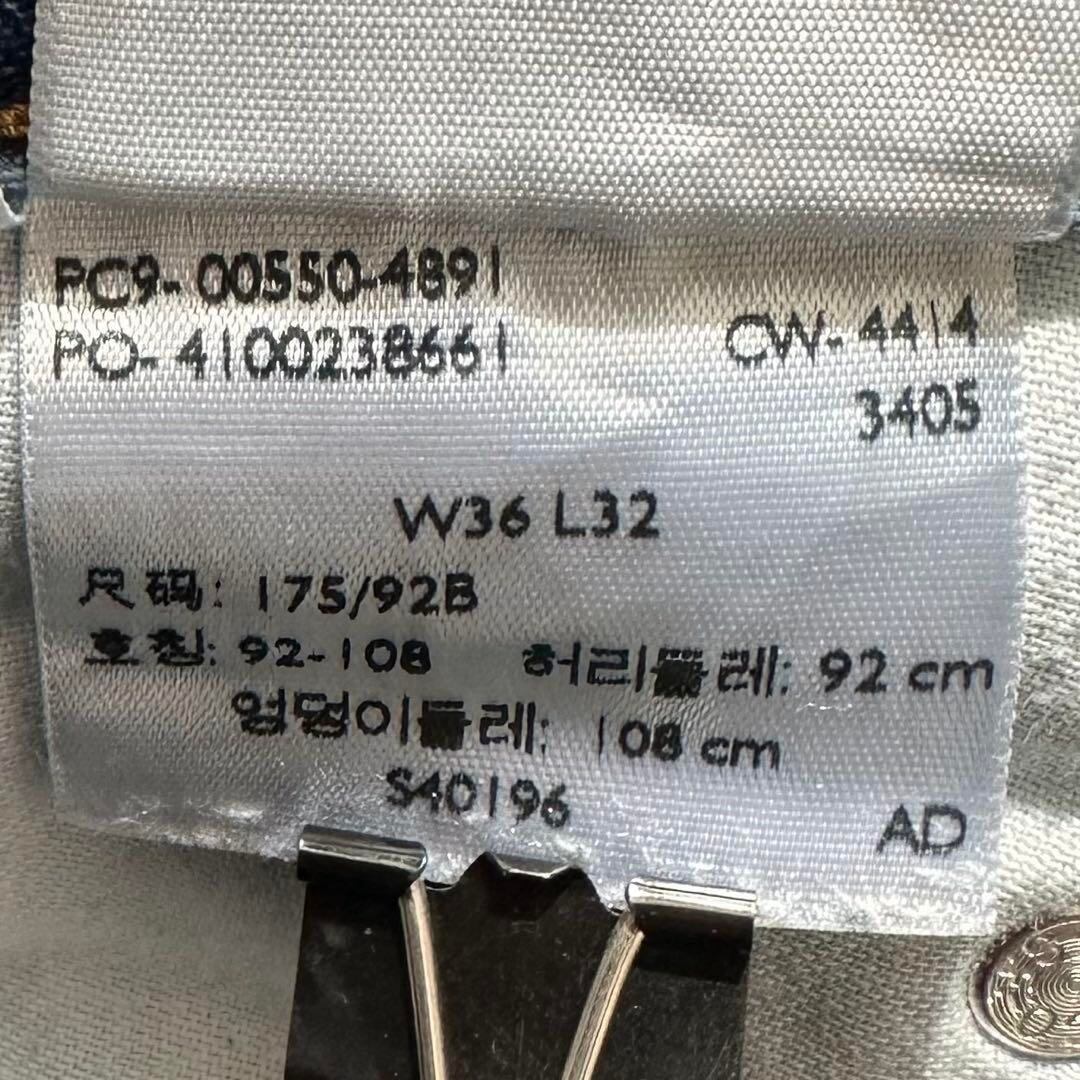 PC9-00550-4891
PO-4100238661 CW-4414
3405
W36 L32
尺码: 175/92B
호칭: 92-108 허리둘레: 92 cm
엉덩이둘레: 108 cm
S40196
AD